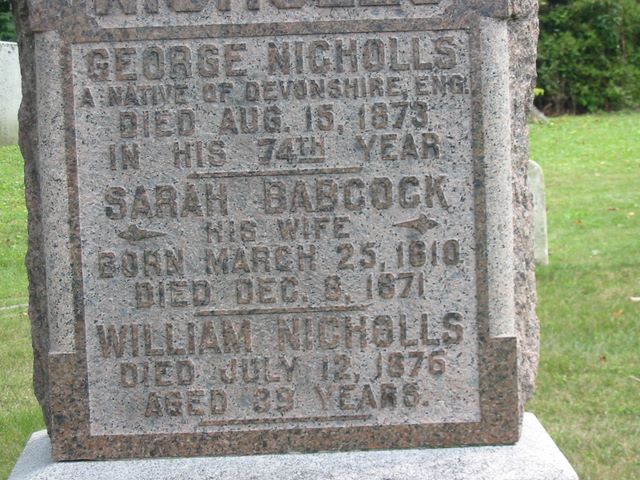 NICHOLLS
GEORGE NICHOLLS
A NATIVE OF DEVONSHIRE, ENG.
DIED AUG. 15, 1873.
IN HIS 74TH YEAR
SARAH BABCOCK
HIS WIFE
BORN MARCH 25, 1810.
DIED DEC. 8, 1871
WILLIAM NICHOLLS
DIED JULY 12, 1876
AGED 39 YEARS.